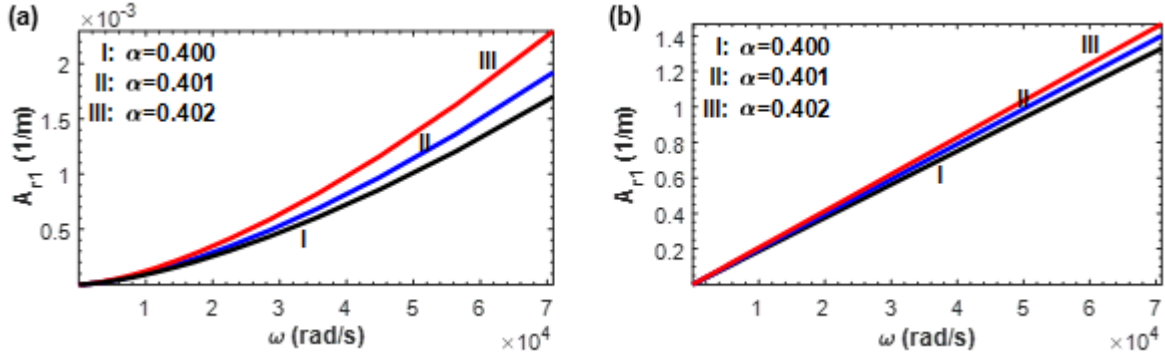 (a)
×10⁻³
I: α=0.400
II: α=0.401
III: α=0.402
III
II
I
2
1.5
1
0.5
A_r1 (1/m)
1 2 3 4 5 6 7
ω (rad/s)
×10⁴
(b)
I: α=0.400
II: α=0.401
III: α=0.402
III
II
I
1.4
1.2
1
0.8
0.6
0.4
0.2
A_r1 (1/m)
1 2 3 4 5 6 7
ω (rad/s)
×10⁴